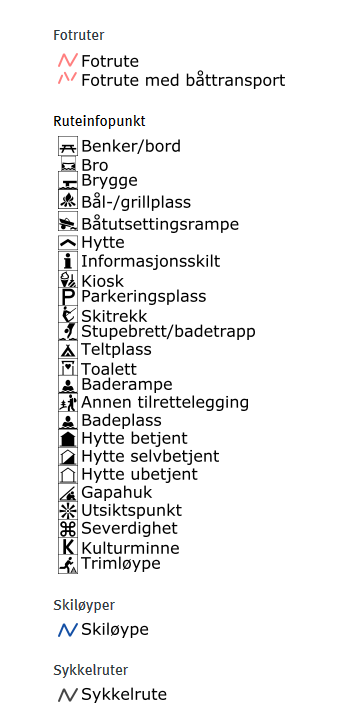 Fotruter
Fotrute
Fotrute med båttransport
Ruteinfopunkt
Benker/bord
Bro
Brygge
Bål-/grillplass
Båtutsettingsrampe
Hytte
Informasjonsskilt
Kiosk
P Parkeringsplass
Skitrekk
Stupebrett/badetrapp
Teltplass
Toalett
Baderampe
Annen tilrettelegging
Badeplass
Hytte betjent
Hytte selvbetjent
Hytte ubetjent
Gapahuk
Utsiktspunkt
Severdighet
K Kulturminne
Trimløype
Skiløyper
Skiløype
Sykkelruter
Sykkelrute